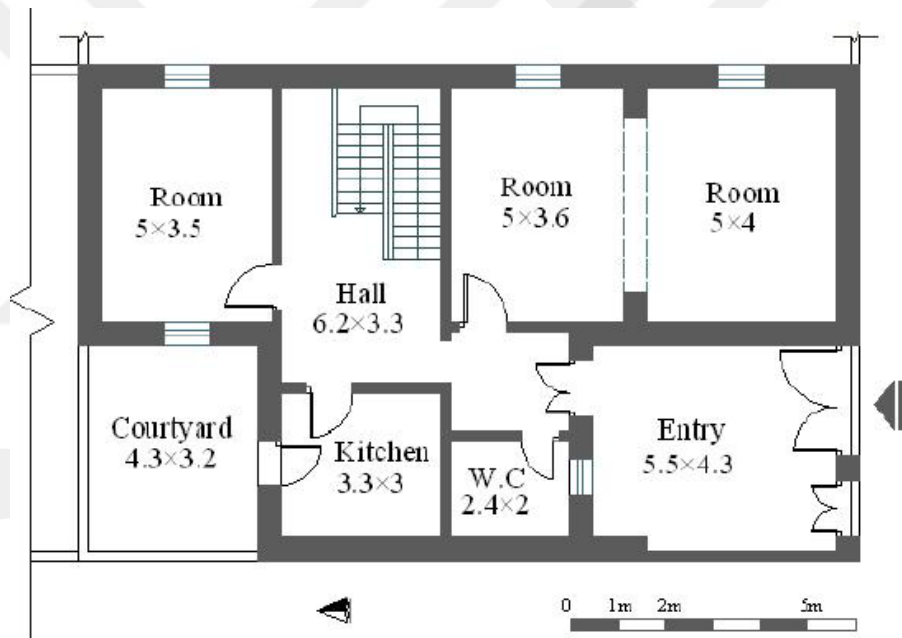 Room
5×3.5
Room
5×3.6
Room
5×4
Hall
6.2×3.3
Courtyard
4.3×3.2
Kitchen
3.3×3
W.C
2.4×2
Entry
5.5×4.3
0 1m 2m 5m